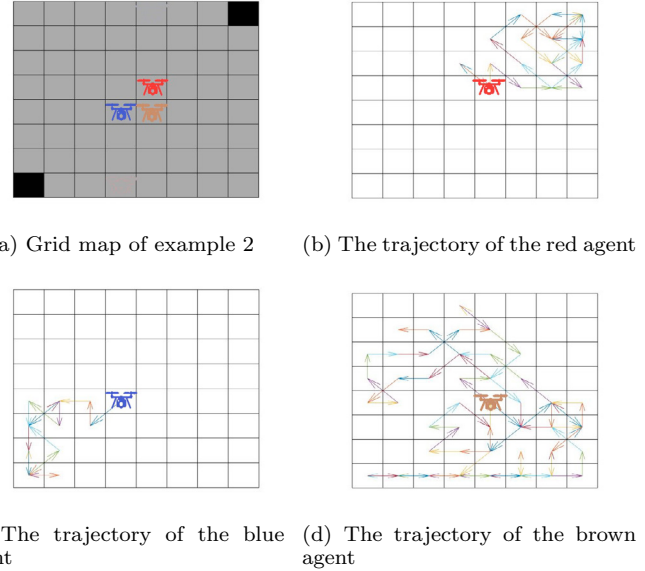 a) Grid map of example 2
(b) The trajectory of the red agent
The trajectory of the blue
nt
(d) The trajectory of the brown
agent